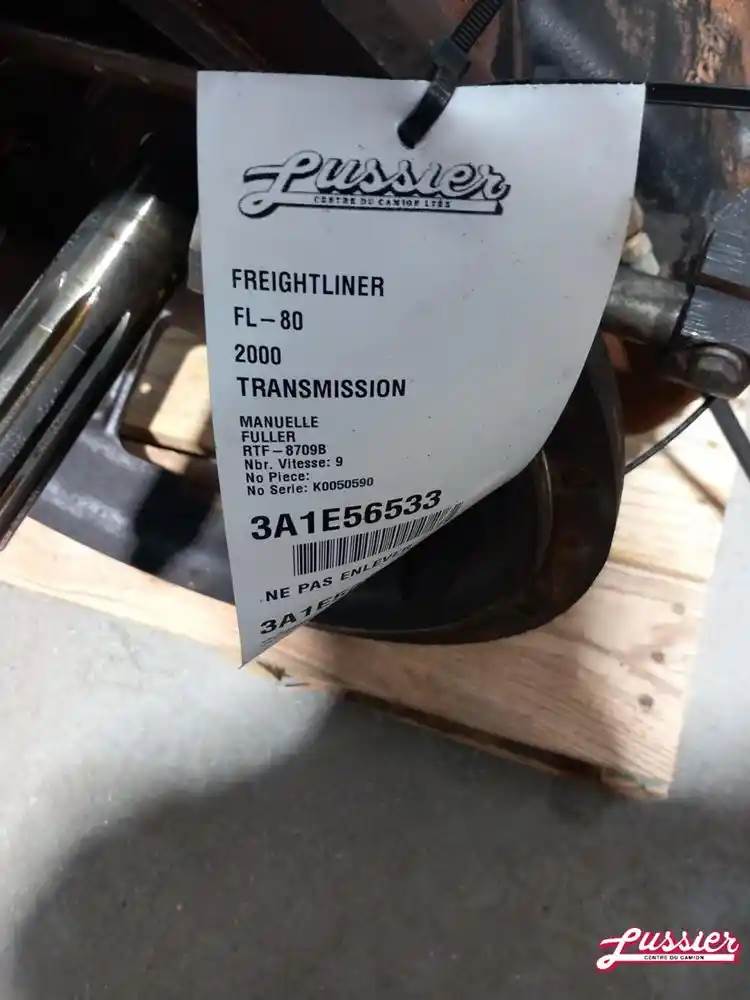 Lussier
CENTRE DU CAMION LTÉE
FREIGHTLINER
FL-80
2000
TRANSMISSION
MANUELLE
FULLER
RTF-8709B
Nbr. Vitesse: 9
No Piece:
No Serie: K0050590
3A1E56533
NE PAS ENLEVE
3A1E
Lussier
CENTRE DU CAMION